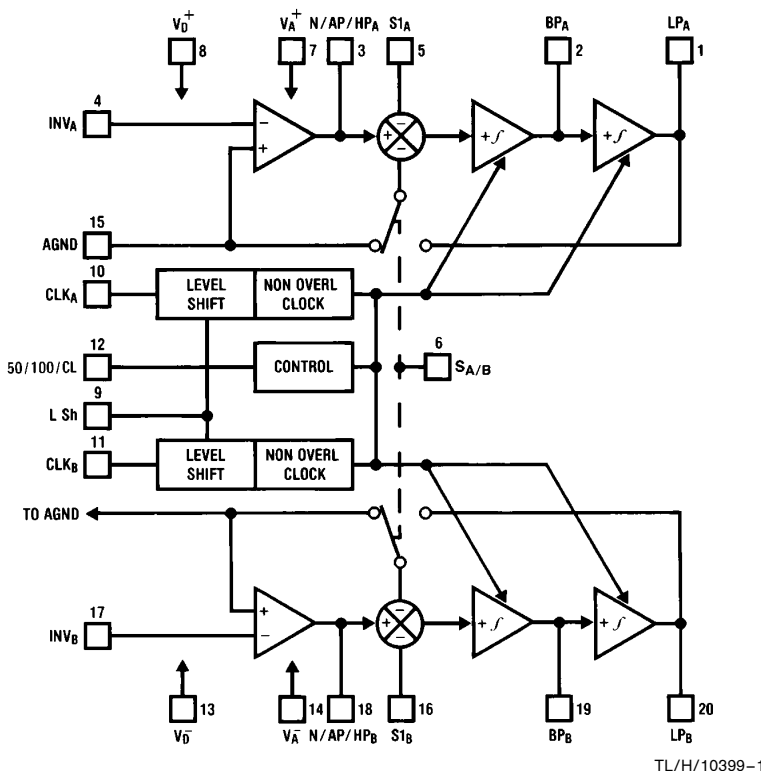 V_D^+ V_A^+ N/AP/HP_A S1_A BP_A LP_A
8 7 3 5 2 1
4
INV_A
− + − − + f + f
+
15
AGND
10
CLK_A LEVEL SHIFT NON OVERL CLOCK
12
50/100/CL CONTROL
6
S_A/B
9
L Sh
11
CLK_B LEVEL SHIFT NON OVERL CLOCK
TO AGND
17
INV_B
+ + − − + f + f
−
13 14 18 16 19 20
V_D^− V_A^− N/AP/HP_B S1_B BP_B LP_B
TL/H/10399–1